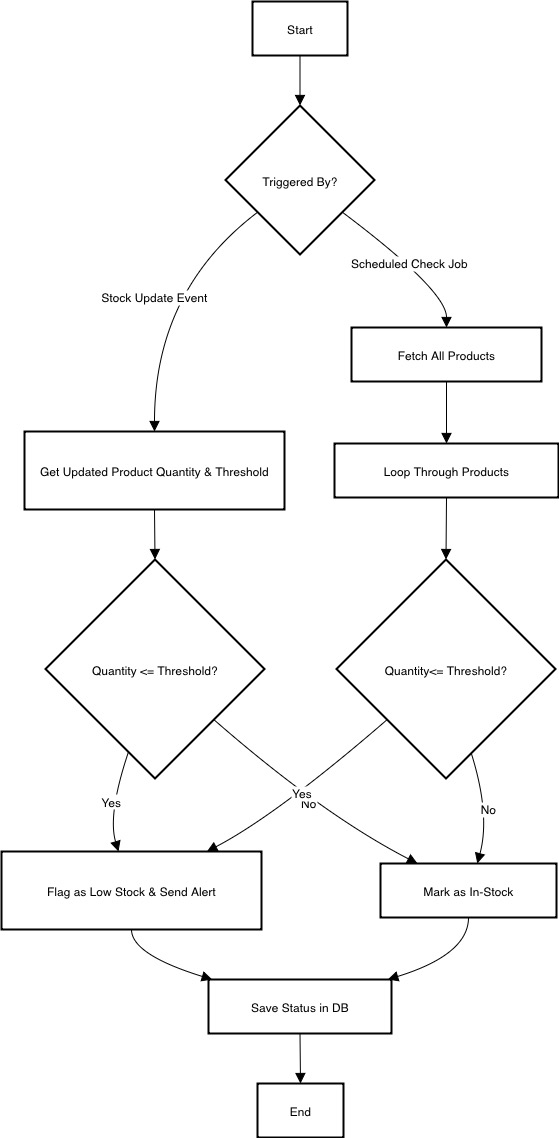 Start
Triggered By?
Scheduled Check Job
Stock Update Event
Fetch All Products
Get Updated Product Quantity & Threshold
Loop Through Products
Quantity <= Threshold?
Quantity<= Threshold?
Yes
Yes
No
No
Flag as Low Stock & Send Alert
Mark as In-Stock
Save Status in DB
End